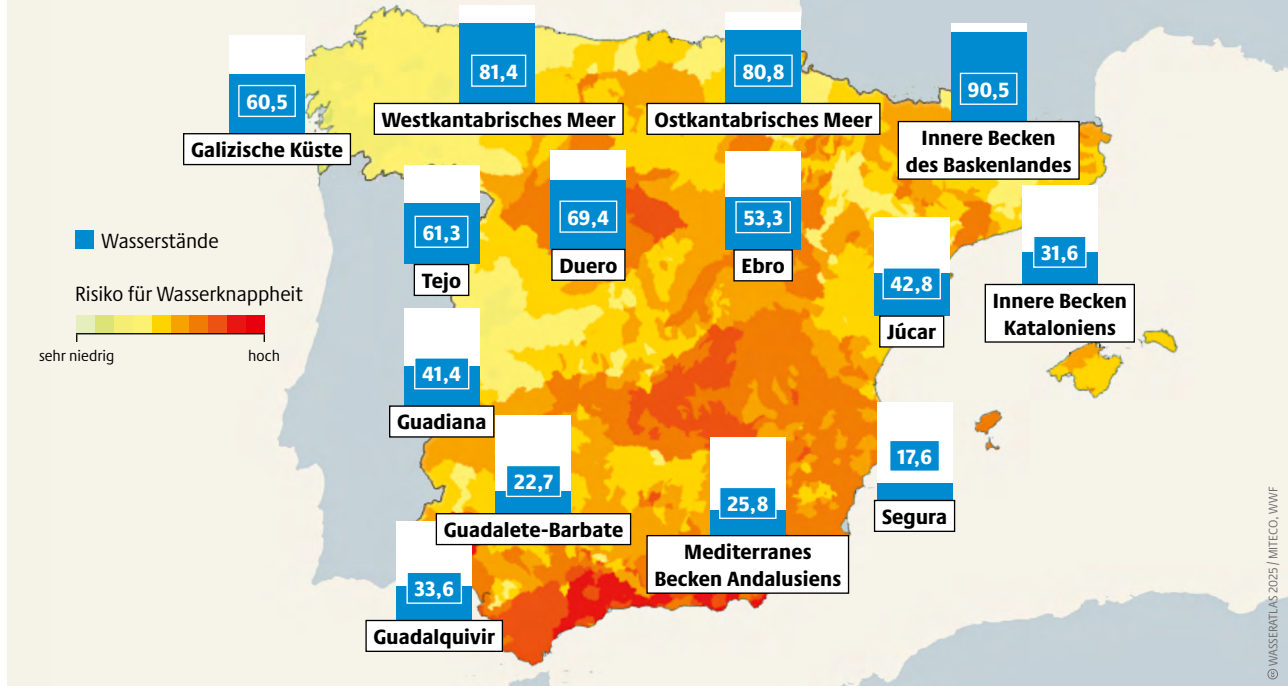 81,4
Westkantabrisches Meer
80,8
Ostkantabrisches Meer
90,5
Innere Becken
des Baskenlandes
60,5
Galizische Küste
61,3
Tejo
69,4
Duero
53,3
Ebro
42,8
Júcar
31,6
Innere Becken
Kataloniens
Wasserstände
Risiko für Wasserknappheit
sehr niedrig
hoch
41,4
Guadiana
22,7
Guadalete-Barbate
25,8
Mediterranes
Becken Andalusiens
17,6
Segura
33,6
Guadalquivir
© WASSERATLAS 2025 / MITECO, WWF